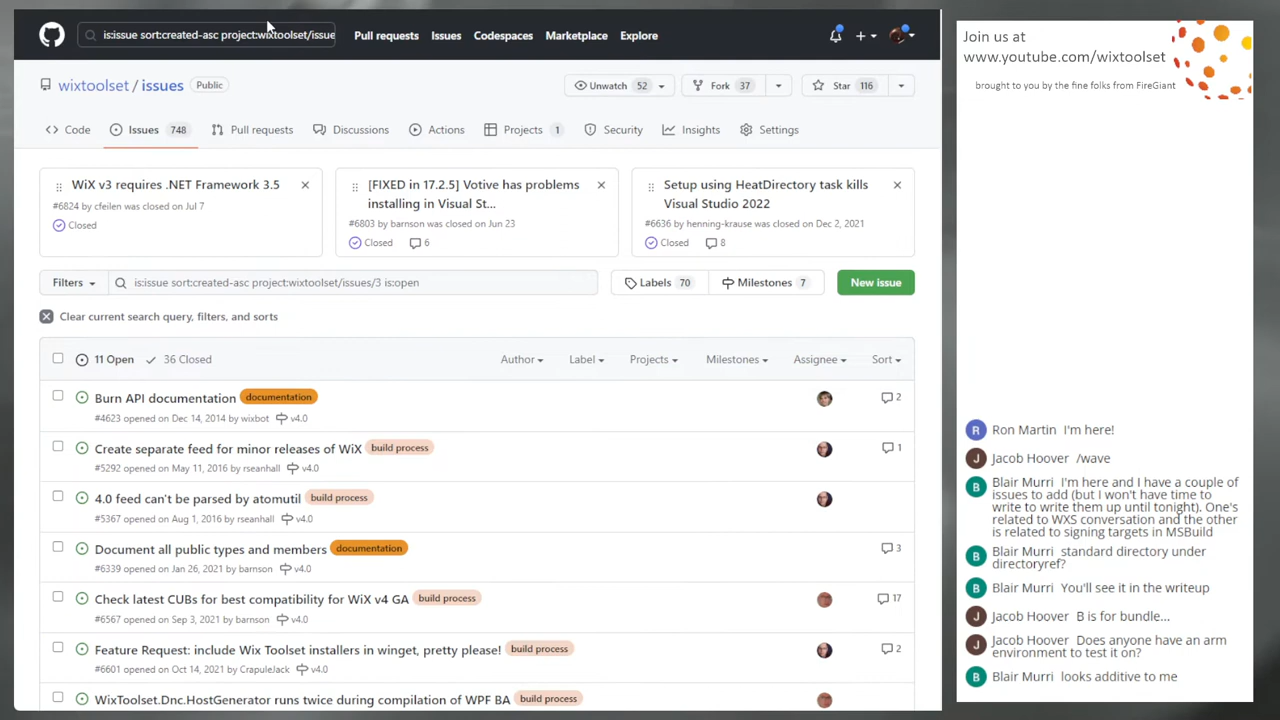 is:issue sort:created-asc project:wixtoolset/issue
Pull requests Issues Codespaces Marketplace Explore
wixtoolset / issues Public
Unwatch 52 Fork 37 Star 116
Code Issues 748 Pull requests Discussions Actions Projects 1 Security Insights Settings
WiX v3 requires .NET Framework 3.5
#6824 by cfeilen was closed on Jul 7
Closed
[FIXED in 17.2.5] Votive has problems
installing in Visual St...
#6803 by barnson was closed on Jun 23
Closed 6
Setup using HeatDirectory task kills
Visual Studio 2022
#6636 by henning-krause was closed on Dec 2, 2021
Closed 8
Filters is:issue sort:created-asc project:wixtoolset/issues/3 is:open Labels 70 Milestones 7 New issue
Clear current search query, filters, and sorts
11 Open 36 Closed Author Label Projects Milestones Assignee Sort
Burn API documentation documentation 2
#4623 opened on Dec 14, 2014 by wixbot v4.0
Create separate feed for minor releases of WiX build process 1
#5292 opened on May 11, 2016 by rseanhall v4.0
4.0 feed can't be parsed by atomutil build process
#5367 opened on Aug 1, 2016 by rseanhall v4.0
Document all public types and members documentation 3
#6339 opened on Jan 26, 2021 by barnson v4.0
Check latest CUBs for best compatibility for WiX v4 GA build process 17
#6567 opened on Sep 3, 2021 by barnson v4.0
Feature Request: include Wix Toolset installers in winget, pretty please! build process 2
#6601 opened on Oct 14, 2021 by CrapuleJack v4.0
WixToolset.Dnc.HostGenerator runs twice during compilation of WPF BA build process
Join us at
www.youtube.com/wixtoolset
brought to you by the fine folks from FireGiant
R Ron Martin I'm here!
J Jacob Hoover /wave
B Blair Murri I'm here and I have a couple of
issues to add (but I won't have time to
write to write them up until tonight). One's
related to WXS conversation and the other
is related to signing targets in MSBuild
B Blair Murri standard directory under
directoryref?
B Blair Murri You'll see it in the writeup
J Jacob Hoover B is for bundle...
J Jacob Hoover Does anyone have an arm
environment to test it on?
B Blair Murri looks additive to me